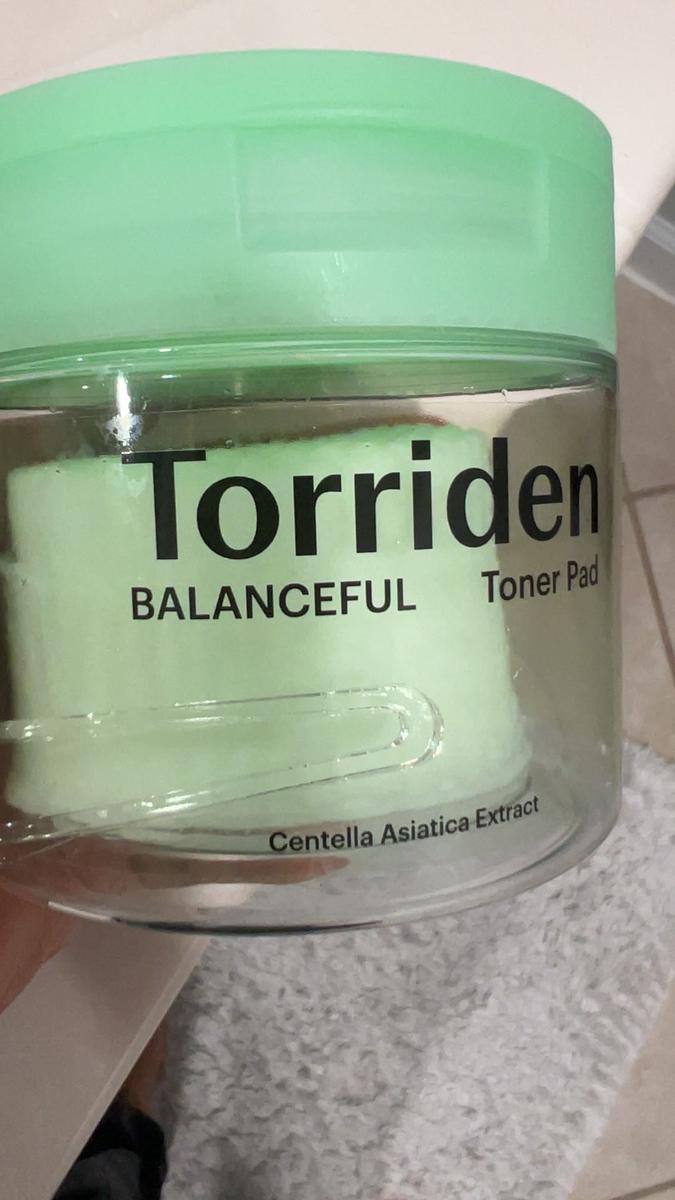 Torriden
BALANCEFUL Toner Pad
Centella Asiatica Extract